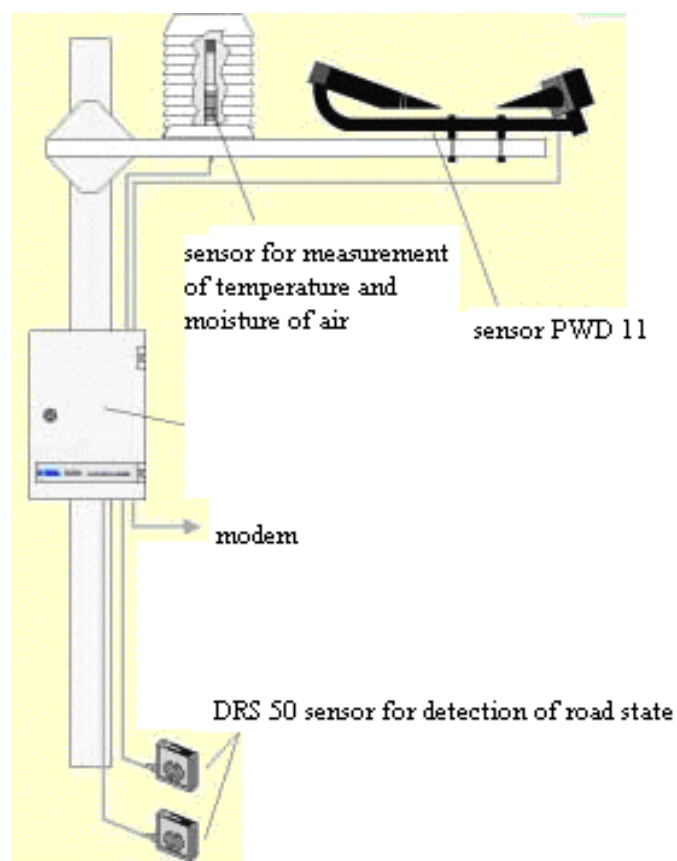 sensor for measurement
of temperature and
moisture of air
sensor PWD 11
modem
DRS 50 sensor for detection of road state